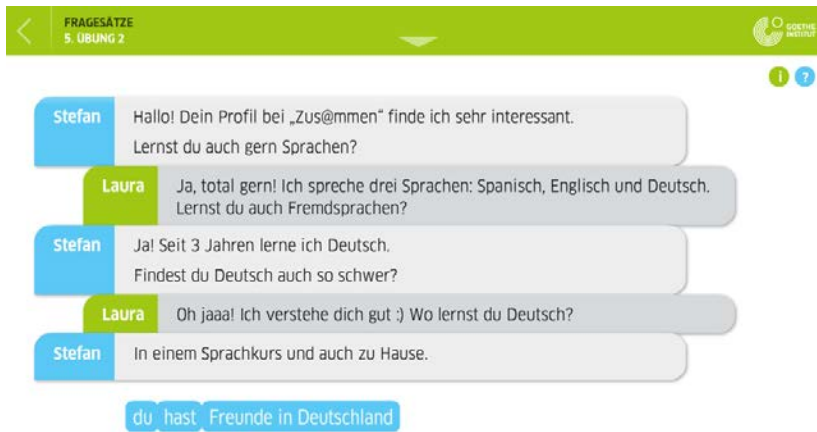 FRAGESÄTZE
5. ÜBUNG 2
GOETHE
INSTITUT
i ?
Stefan Hallo! Dein Profil bei „Zus@mmen“ finde ich sehr interessant.
Lernst du auch gern Sprachen?
Laura Ja, total gern! Ich spreche drei Sprachen: Spanisch, Englisch und Deutsch.
Lernst du auch Fremdsprachen?
Stefan Ja! Seit 3 Jahren lerne ich Deutsch.
Findest du Deutsch auch so schwer?
Laura Oh jaaa! Ich verstehe dich gut :) Wo lernst du Deutsch?
Stefan In einem Sprachkurs und auch zu Hause.
du hast Freunde in Deutschland